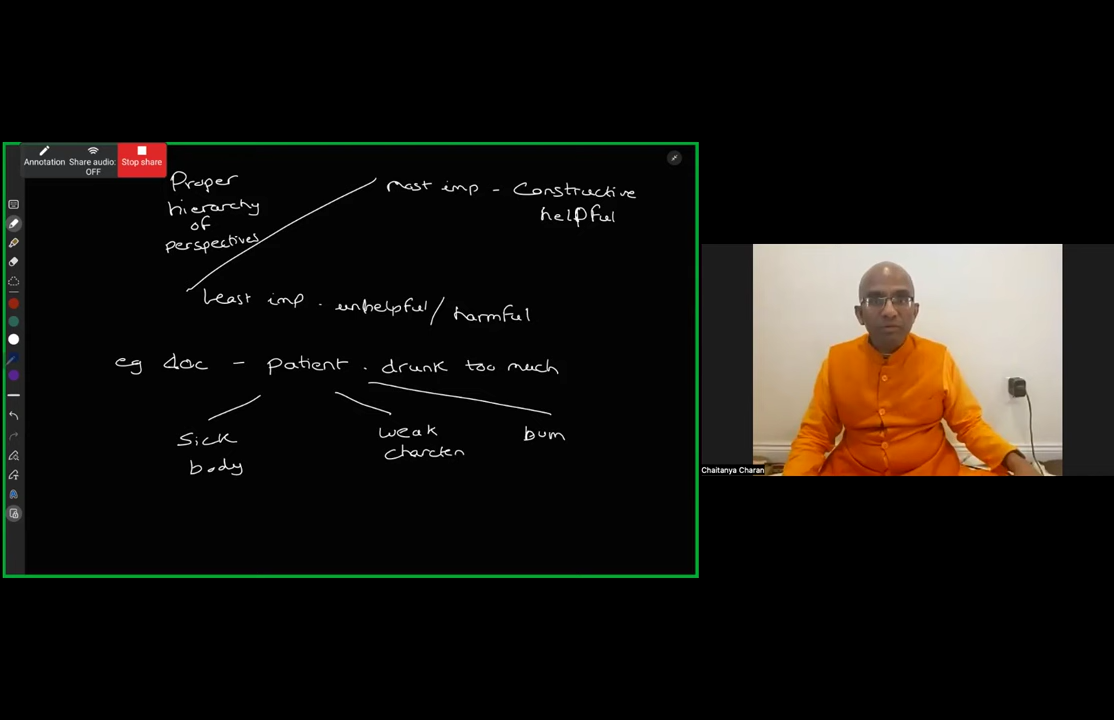 Annotation
Share audio:
OFF
Stop share
Proper
hierarchy
of
perspectives
most imp - Constructive
helpful
Least imp . unhelpful / harmful
eg doc - patient . drunk too much
Sick
body
weak
charcter
bum
Chaitanya Charan